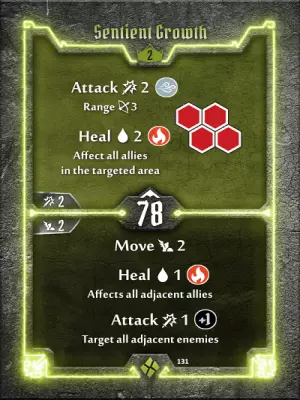 Sentient Growth
2
Attack 2
Range 3
Heal 2
Affect all allies
in the targeted area
2
78
2
Move 2
Heal 1
Affects all adjacent allies
Attack 1 +1
Target all adjacent enemies
131